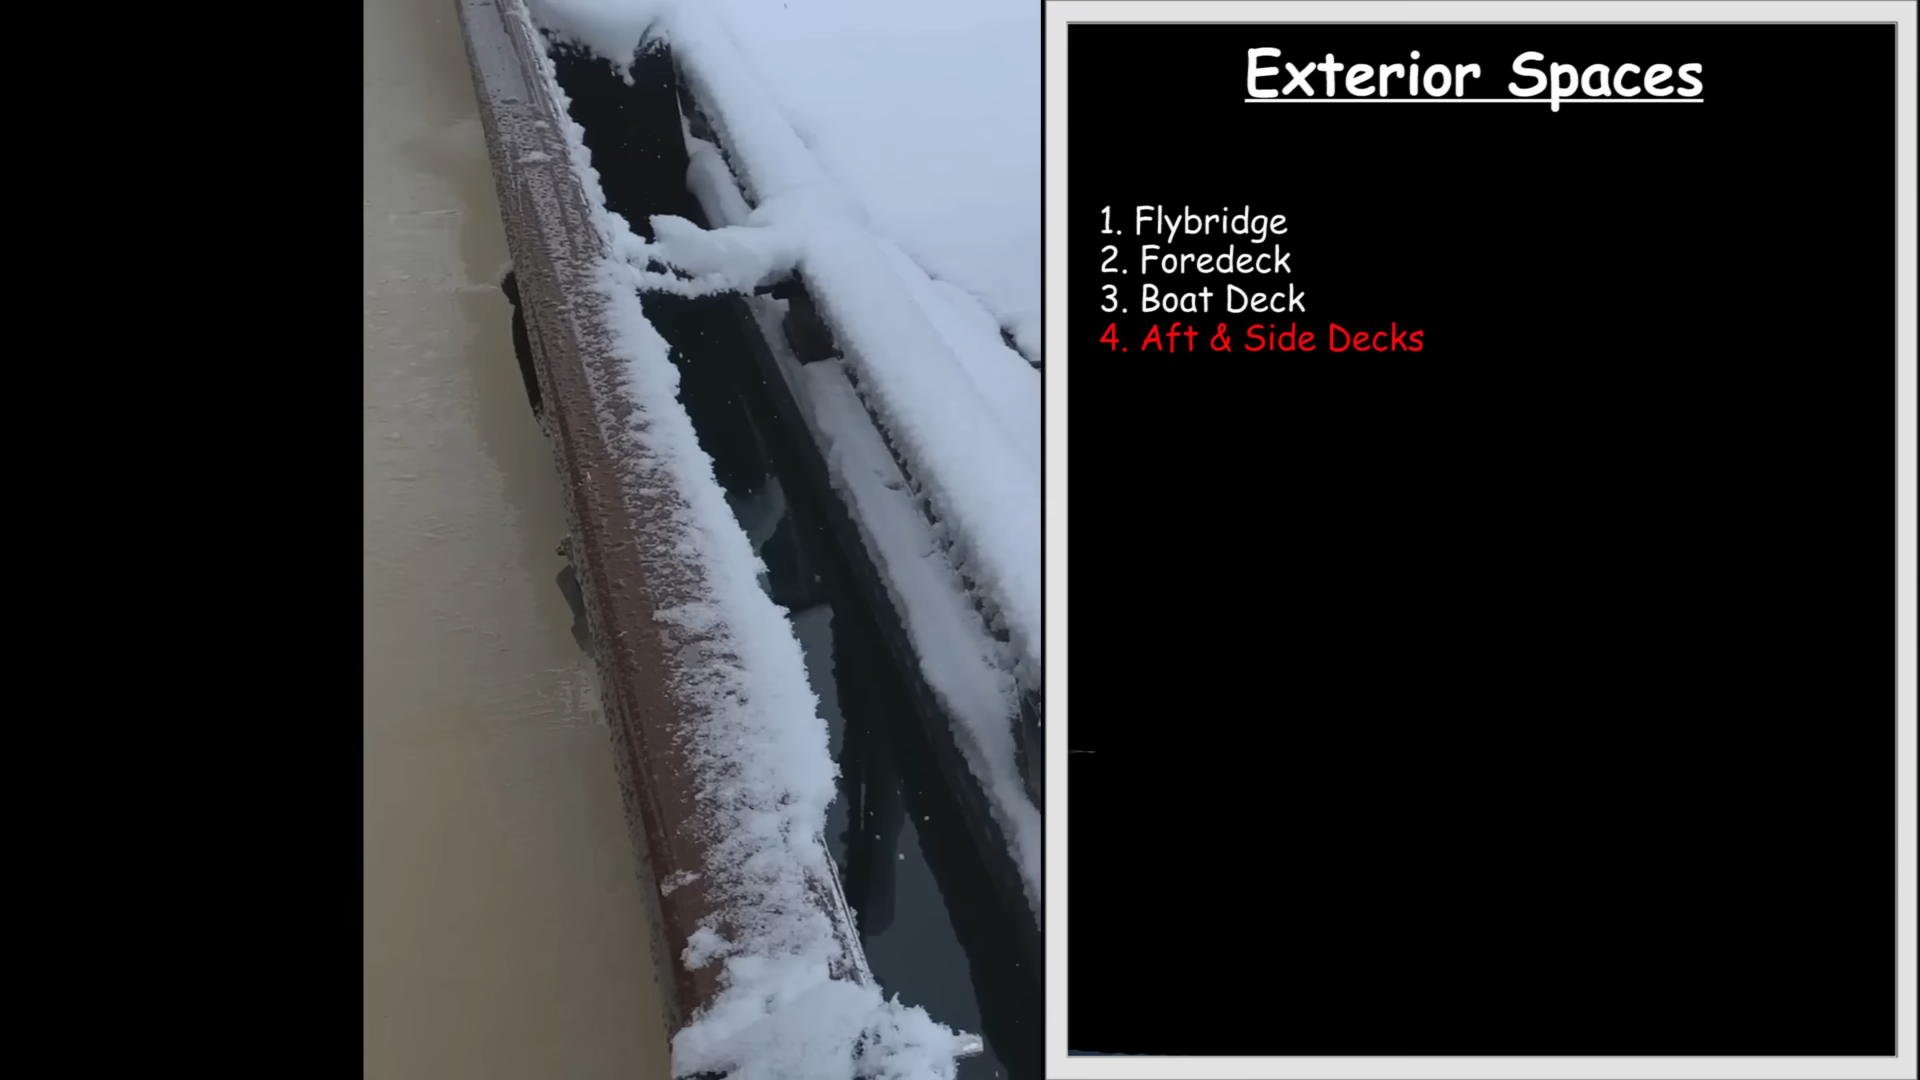 Exterior Spaces
1. Flybridge
2. Foredeck
3. Boat Deck
4. Aft & Side Decks